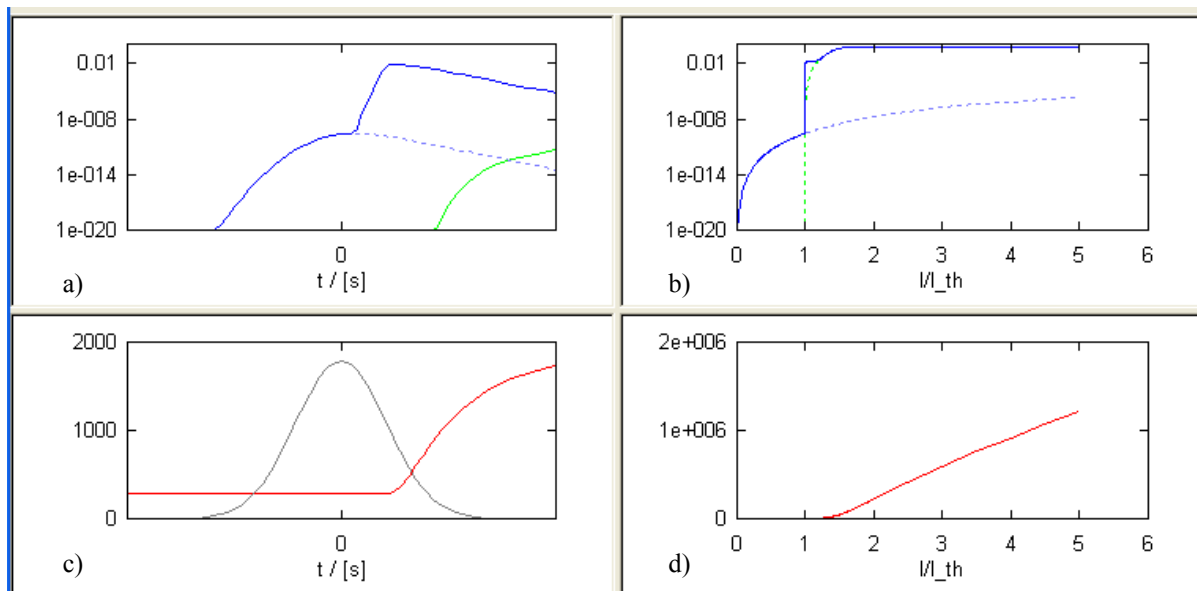 0.01
1e-008
1e-014
1e-020
0
t / [s]
a)
0.01
1e-008
1e-014
1e-020
0 1 2 3 4 5 6
I/I_th
b)
2000
1000
0
0
t / [s]
c)
2e+006
1e+006
0
0 1 2 3 4 5 6
I/I_th
d)